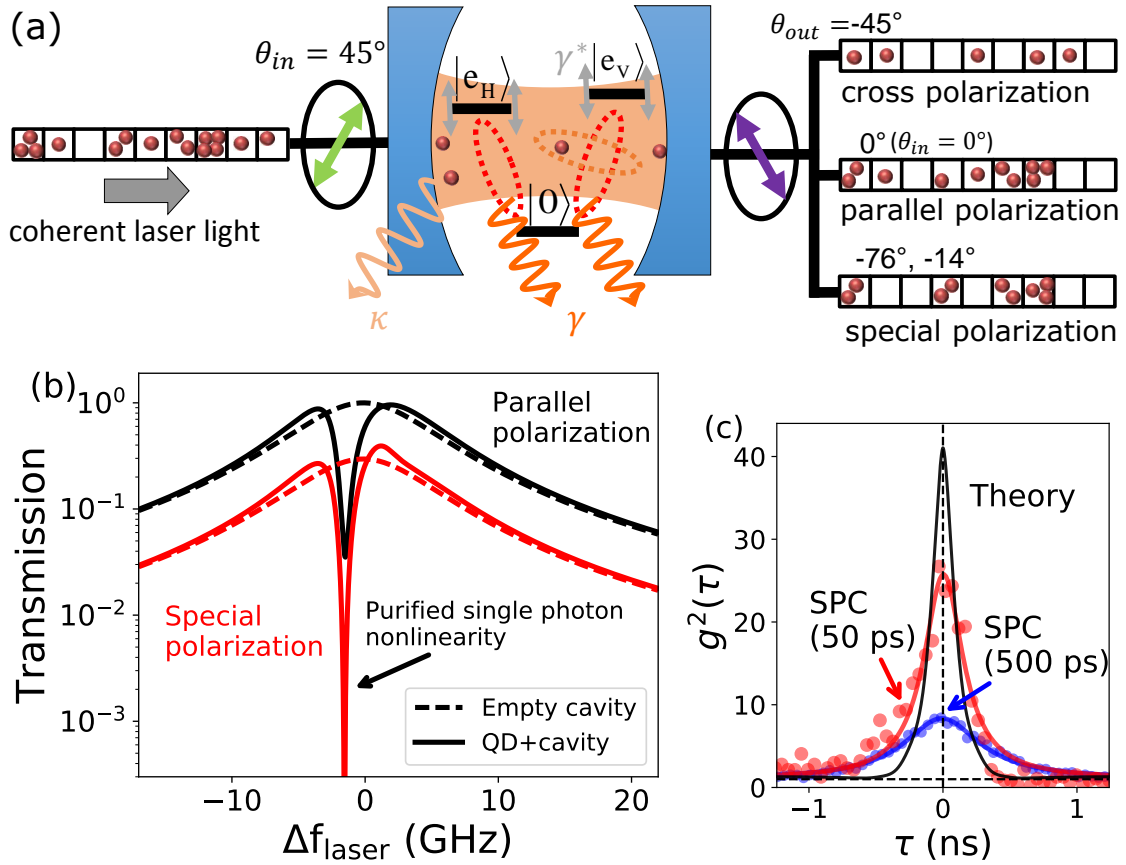 (a)
θin = 45°
coherent laser light
|eH⟩
γ*
|eV⟩
|0⟩
κ
γ
θout =-45°
cross polarization
0° (θin = 0°)
parallel polarization
-76°, -14°
special polarization
(b)
Transmission
10⁰
10⁻¹
10⁻²
10⁻³
Parallel
polarization
Special
polarization
Purified single photon
nonlinearity
Empty cavity
QD+cavity
−10
0
10
20
Δflaser (GHz)
(c)
g²(τ)
40
30
20
10
0
Theory
SPC
(50 ps)
SPC
(500 ps)
−1
0
1
τ (ns)